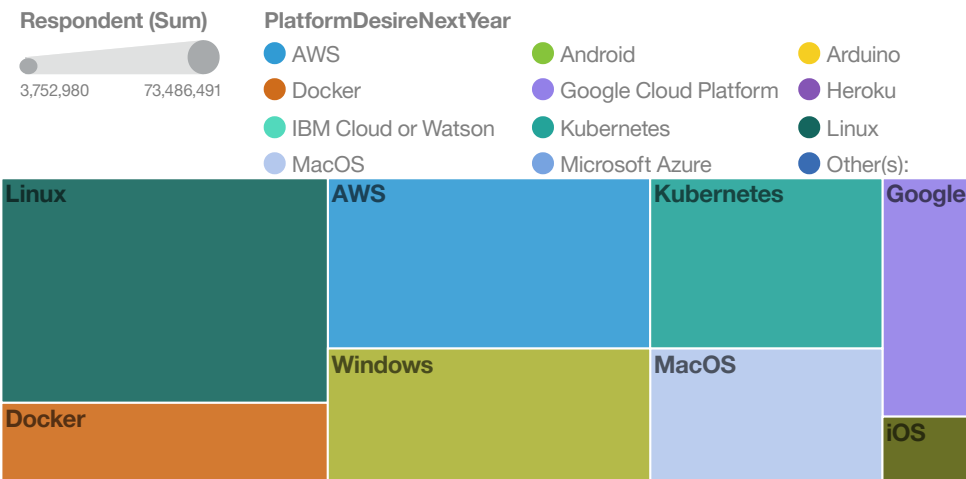 Respondent (Sum)
3,752,980 73,486,491
PlatformDesireNextYear
AWS Android Arduino
Docker Google Cloud Platform Heroku
IBM Cloud or Watson Kubernetes Linux
MacOS Microsoft Azure Other(s):
Linux AWS Kubernetes Google
Windows MacOS
Docker iOS